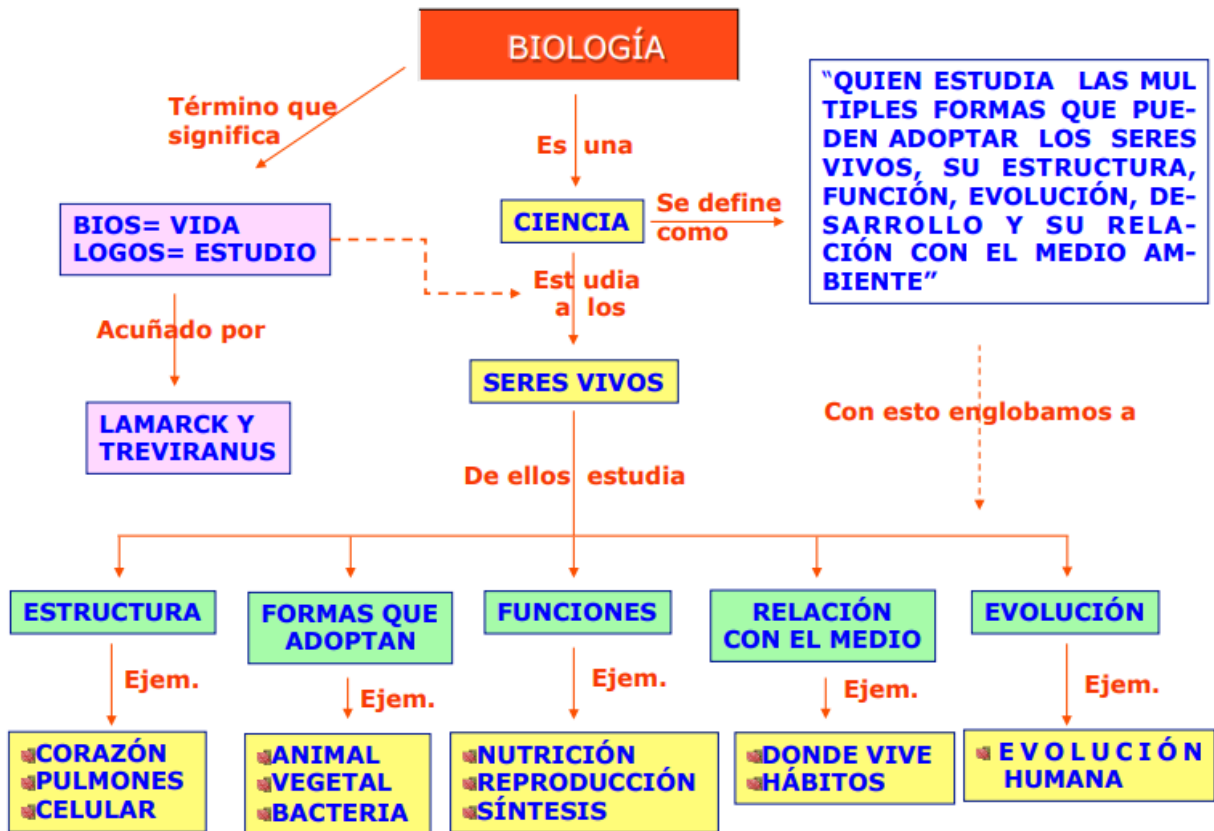 BIOLOGÍA
Término que
significa
Es una
"QUIEN ESTUDIA LAS MUL
TIPLES FORMAS QUE PUE-
DEN ADOPTAR LOS SERES
VIVOS, SU ESTRUCTURA,
FUNCIÓN, EVOLUCIÓN, DE-
SARROLLO Y SU RELA-
CIÓN CON EL MEDIO AM-
BIENTE"
BIOS= VIDA
LOGOS= ESTUDIO
CIENCIA
Se define
como
Est udia
a los
Acuñado por
SERES VIVOS
LAMARCK Y
TREVIRANUS
Con esto englobamos a
De ellos estudia
ESTRUCTURA
FORMAS QUE
ADOPTAN
FUNCIONES
RELACIÓN
CON EL MEDIO
EVOLUCIÓN
Ejem.
Ejem.
Ejem.
Ejem.
Ejem.
CORAZÓN
PULMONES
CELULAR
ANIMAL
VEGETAL
BACTERIA
NUTRICIÓN
REPRODUCCIÓN
SÍNTESIS
DONDE VIVE
HÁBITOS
EVOLUCIÓN
HUMANA